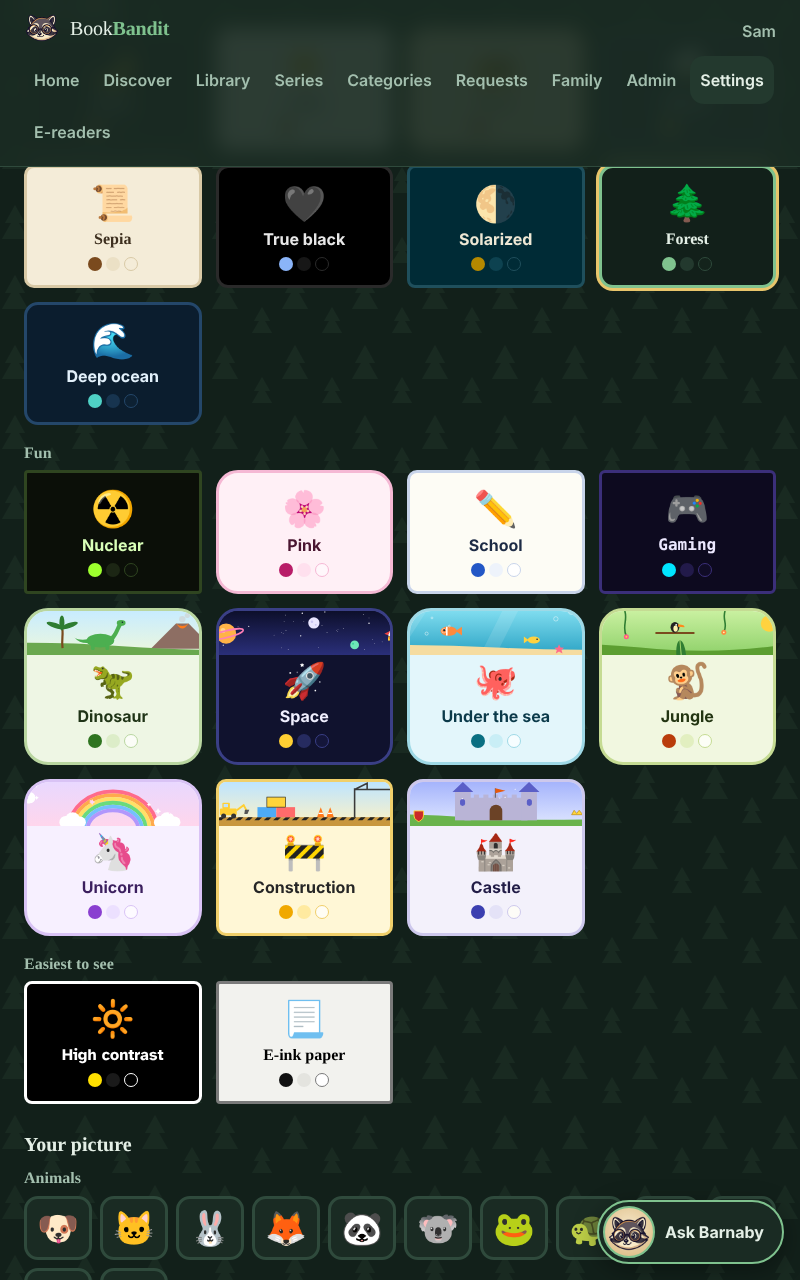 BookBandit
Sam
Home Discover Library Series Categories Requests Family Admin Settings
E-readers
Sepia True black Solarized Forest
Deep ocean
Fun
Nuclear Pink School Gaming
Dinosaur Space Under the sea Jungle
Unicorn Construction Castle
Easiest to see
High contrast E-ink paper
Your picture
Animals
Ask Barnaby